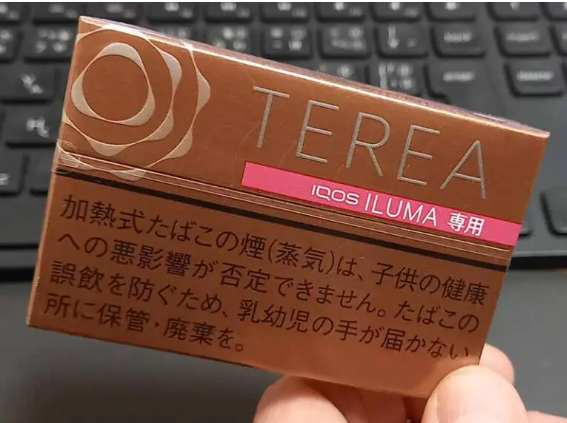 TEREA
IQOS ILUMA 専用
加熱式たばこの煙(蒸気)は、子供の健康
への悪影響が否定できません。たばこの
誤飲を防ぐため、乳幼児の手が届かない
所に保管・廃棄を。